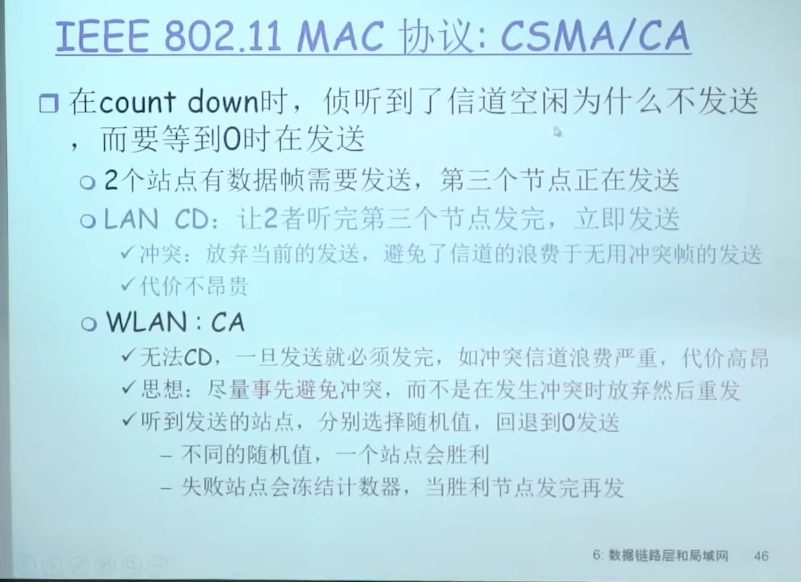 IEEE 802.11 MAC 协议: CSMA/CA
在count down时，侦听到了信道空闲为什么不发送
，而要等到0时在发送
2个站点有数据帧需要发送，第三个节点正在发送
LAN CD：让2者听完第三个节点发完，立即发送
✓冲突：放弃当前的发送，避免了信道的浪费于无用冲突帧的发送
✓代价不昂贵
WLAN : CA
✓无法CD，一旦发送就必须发完，如冲突信道浪费严重，代价高昂
✓思想：尽量事先避免冲突，而不是在发生冲突时放弃然后重发
✓听到发送的站点，分别选择随机值，回退到0发送
– 不同的随机值，一个站点会胜利
– 失败站点会冻结计数器，当胜利节点发完再发
6: 数据链路层和局域网 46